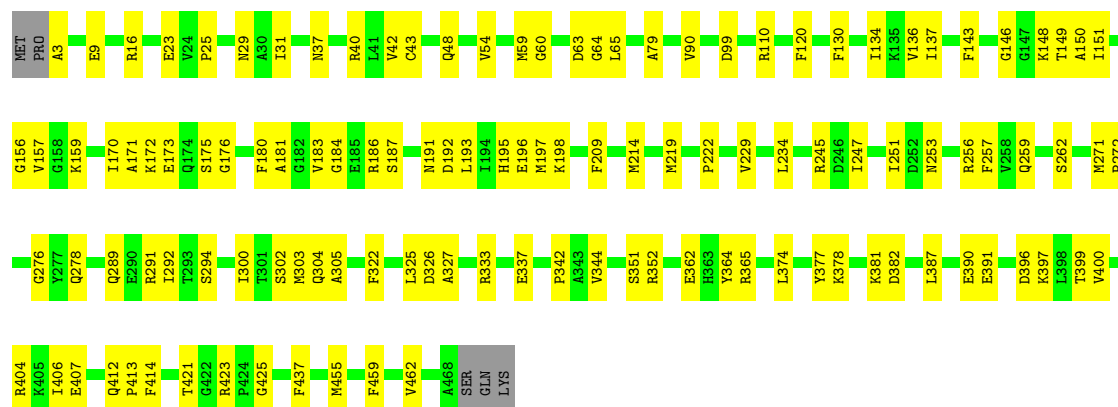 MET PRO A3 E9 R16 E23 V24 P25 N29 A30 I31 N37 R40 L41 V42 C43 Q48 V54 M59 G60 D63 G64 L65 A79 V90 D99 R110 F120 F130 I134 K135 V136 I137 F143 G146 G147 K148 T149 A150 I151
G156 V157 G158 K159 I170 A171 K172 E173 Q174 S175 G176 F180 A181 G182 V183 G184 E185 R186 S187 N191 D192 L193 I194 H195 E196 M197 K198 F209 M214 M219 P222 V229 L234 R245 D246 I247 I251 D252 N253 R256 F257 V258 Q259 S262 M271 P272
G276 Y277 Q278 Q289 E290 R291 I292 T293 S294 I300 T301 S302 M303 Q304 A305 F322 L325 D326 A327 R333 E337 P342 A343 V344 S351 R352 E362 H363 Y364 R365 L374 Y377 K378 K381 D382 L387 E390 E391 D396 K397 L398 T399 V400
R404 K405 I406 E407 Q412 P413 F414 T421 G422 R423 P424 G425 F437 M455 F459 V462 A468 SER GLN LYS